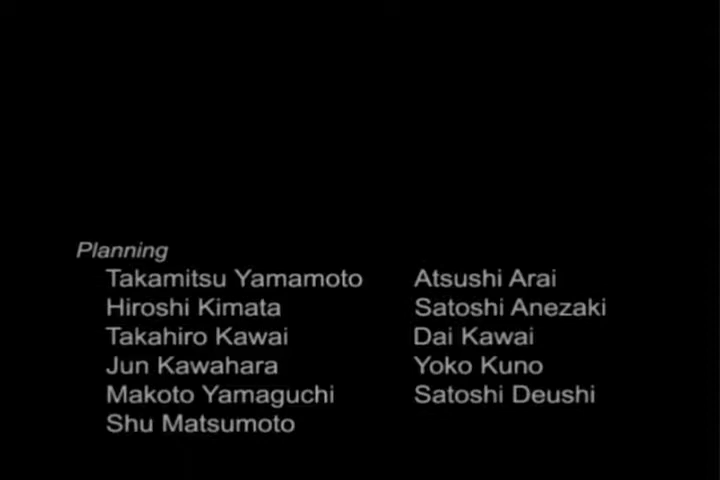 Planning
Takamitsu Yamamoto Atsushi Arai
Hiroshi Kimata Satoshi Anezaki
Takahiro Kawai Dai Kawai
Jun Kawahara Yoko Kuno
Makoto Yamaguchi Satoshi Deushi
Shu Matsumoto